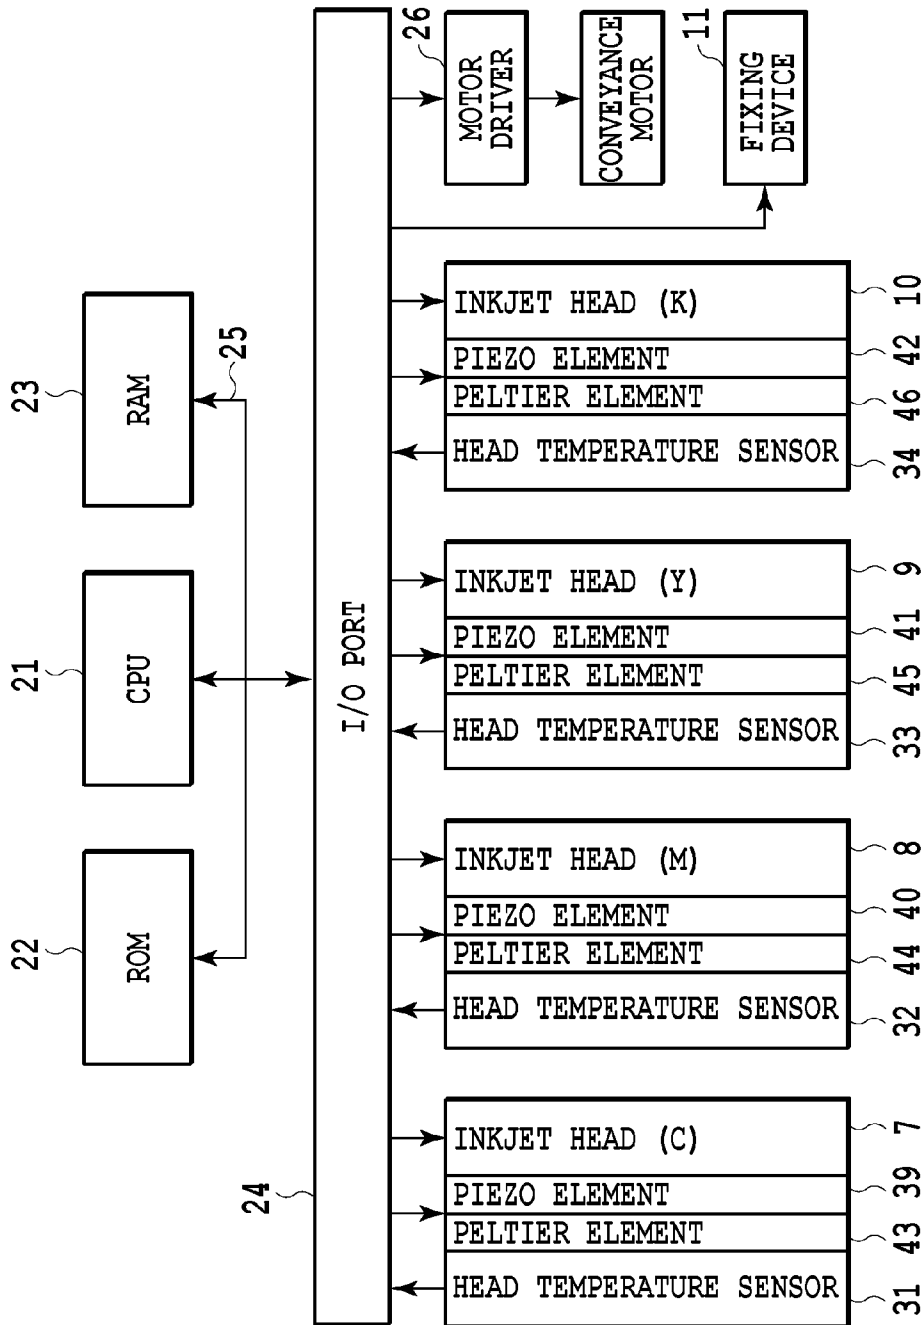 22
ROM
21
CPU
23
RAM
25
24
I/O PORT
INKJET HEAD (C)
PIEZO ELEMENT
PELTIER ELEMENT
HEAD TEMPERATURE SENSOR
7
39
43
31
INKJET HEAD (M)
PIEZO ELEMENT
PELTIER ELEMENT
HEAD TEMPERATURE SENSOR
8
40
44
32
INKJET HEAD (Y)
PIEZO ELEMENT
PELTIER ELEMENT
HEAD TEMPERATURE SENSOR
9
41
45
33
INKJET HEAD (K)
PIEZO ELEMENT
PELTIER ELEMENT
HEAD TEMPERATURE SENSOR
10
42
46
34
26
MOTOR
DRIVER
CONVEYANCE
MOTOR
11
FIXING
DEVICE